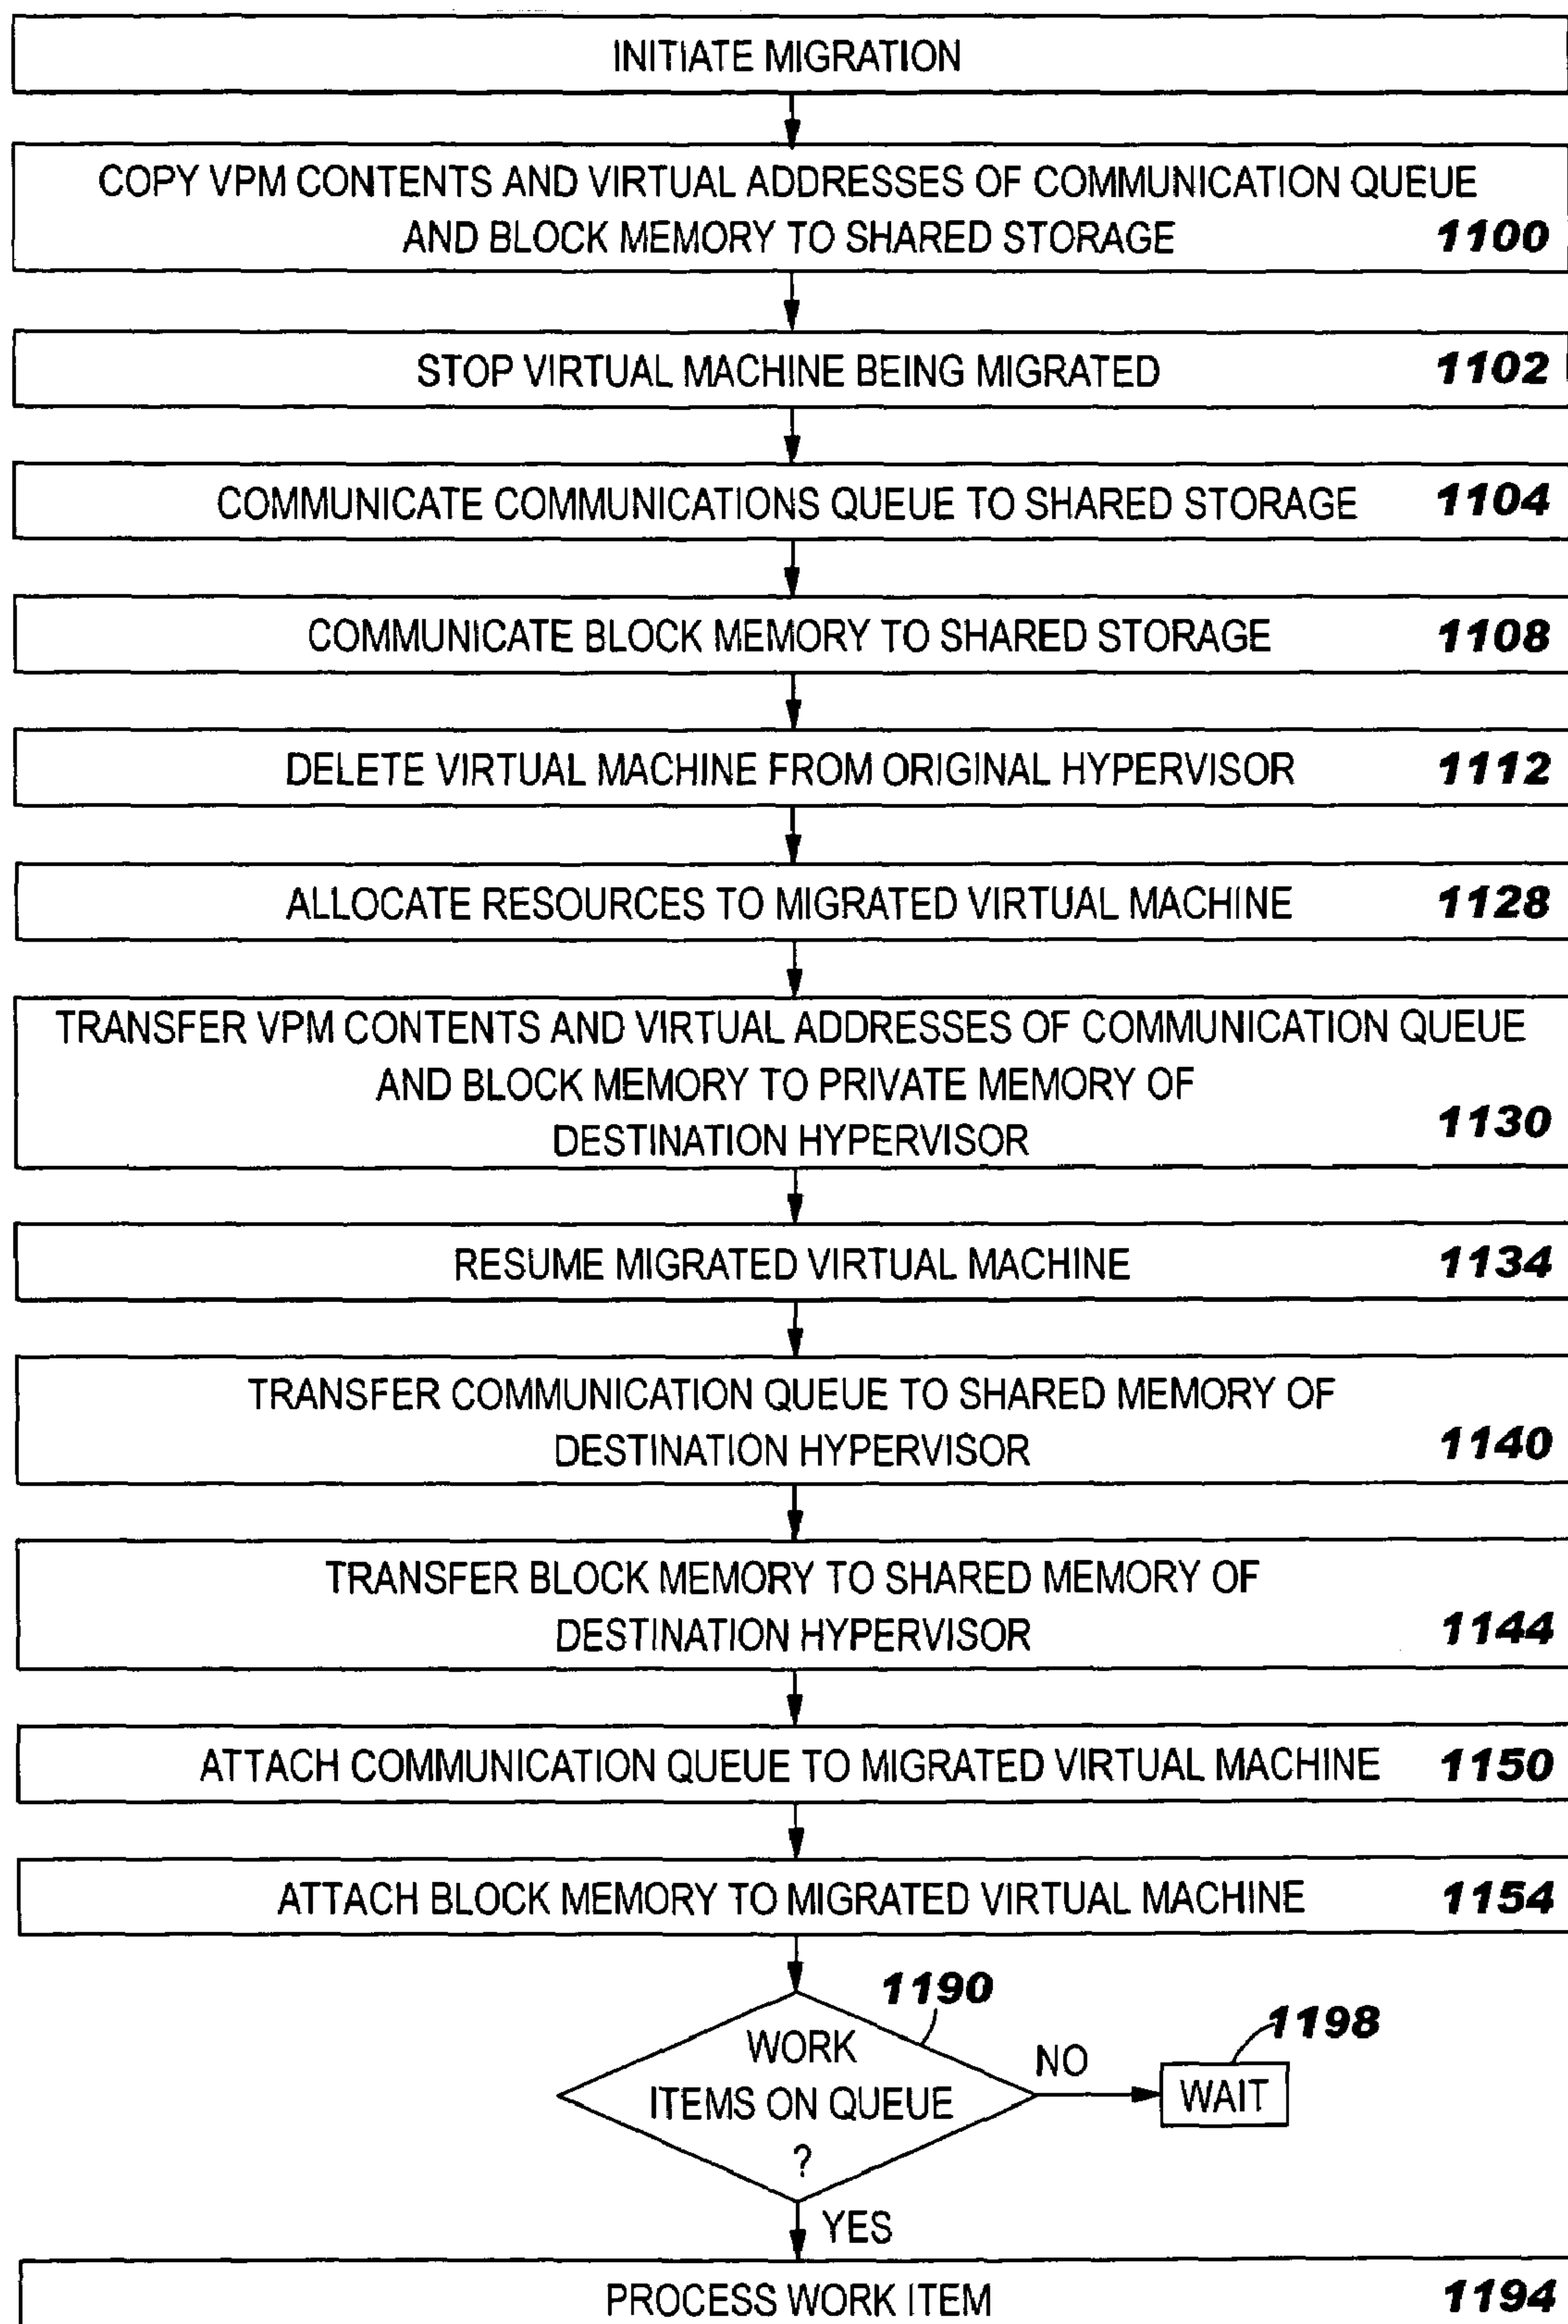 INITIATE MIGRATION
COPY VPM CONTENTS AND VIRTUAL ADDRESSES OF COMMUNICATION QUEUE
AND BLOCK MEMORY TO SHARED STORAGE 1100
STOP VIRTUAL MACHINE BEING MIGRATED 1102
COMMUNICATE COMMUNICATIONS QUEUE TO SHARED STORAGE 1104
COMMUNICATE BLOCK MEMORY TO SHARED STORAGE 1108
DELETE VIRTUAL MACHINE FROM ORIGINAL HYPERVISOR 1112
ALLOCATE RESOURCES TO MIGRATED VIRTUAL MACHINE 1128
TRANSFER VPM CONTENTS AND VIRTUAL ADDRESSES OF COMMUNICATION QUEUE
AND BLOCK MEMORY TO PRIVATE MEMORY OF
DESTINATION HYPERVISOR 1130
RESUME MIGRATED VIRTUAL MACHINE 1134
TRANSFER COMMUNICATION QUEUE TO SHARED MEMORY OF
DESTINATION HYPERVISOR 1140
TRANSFER BLOCK MEMORY TO SHARED MEMORY OF
DESTINATION HYPERVISOR 1144
ATTACH COMMUNICATION QUEUE TO MIGRATED VIRTUAL MACHINE 1150
ATTACH BLOCK MEMORY TO MIGRATED VIRTUAL MACHINE 1154
1190
WORK
ITEMS ON QUEUE
?
NO
1198
WAIT
YES
PROCESS WORK ITEM 1194